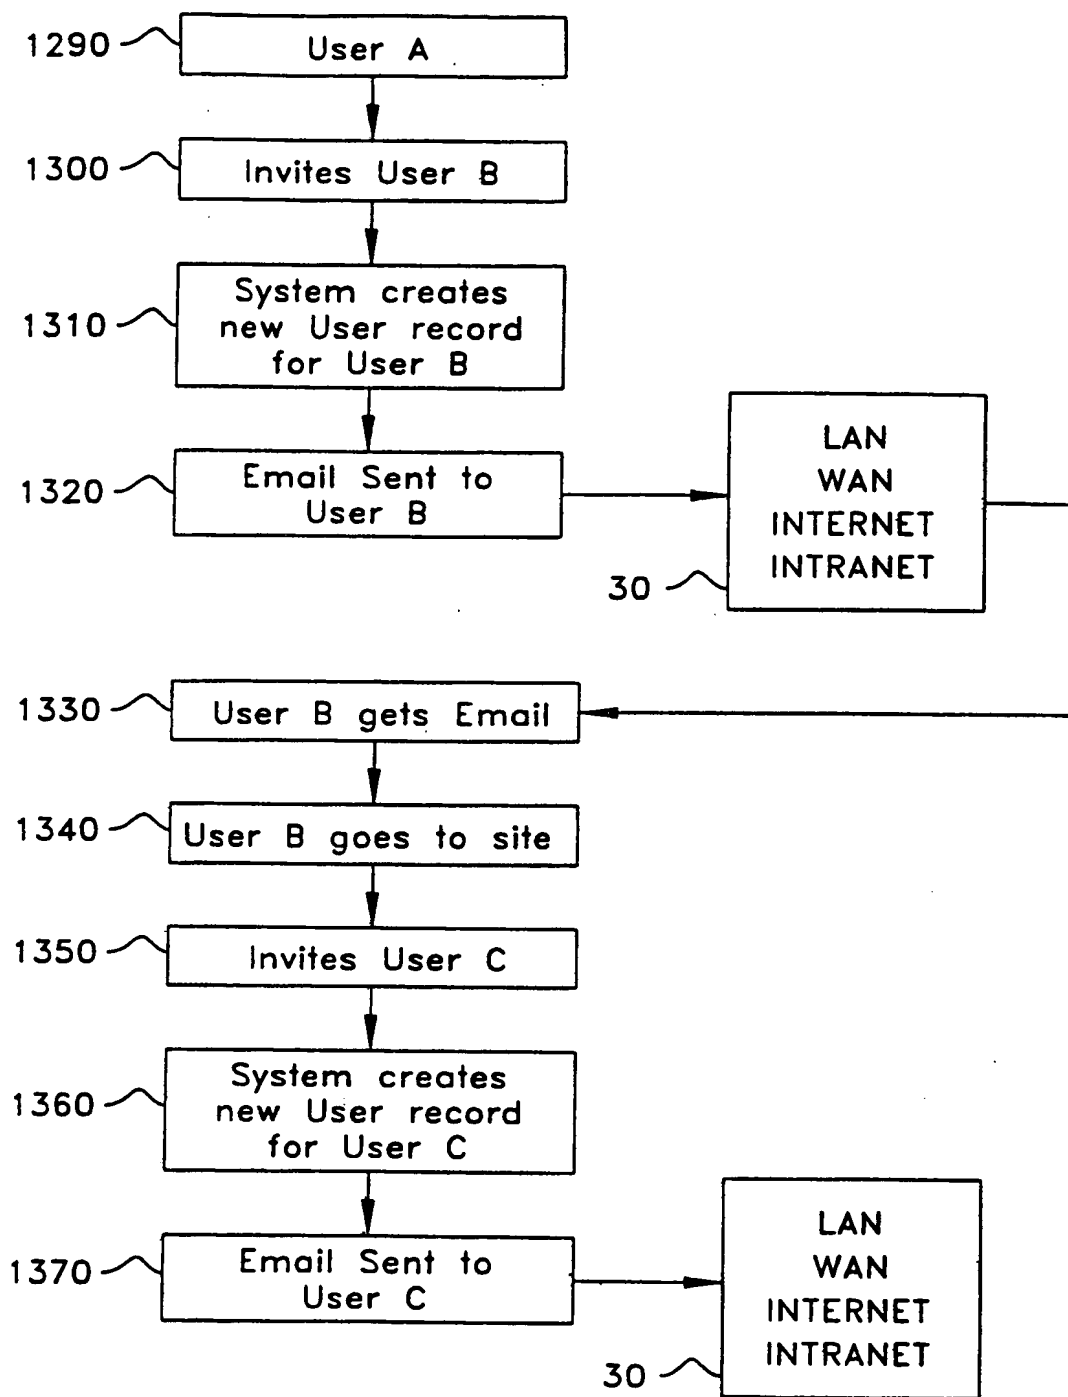 1290
User A
1300
Invites User B
1310
System creates
new User record
for User B
1320
Email Sent to
User B
LAN
WAN
INTERNET
INTRANET
30
1330
User B gets Email
1340
User B goes to site
1350
Invites User C
1360
System creates
new User record
for User C
1370
Email Sent to
User C
LAN
WAN
INTERNET
INTRANET
30